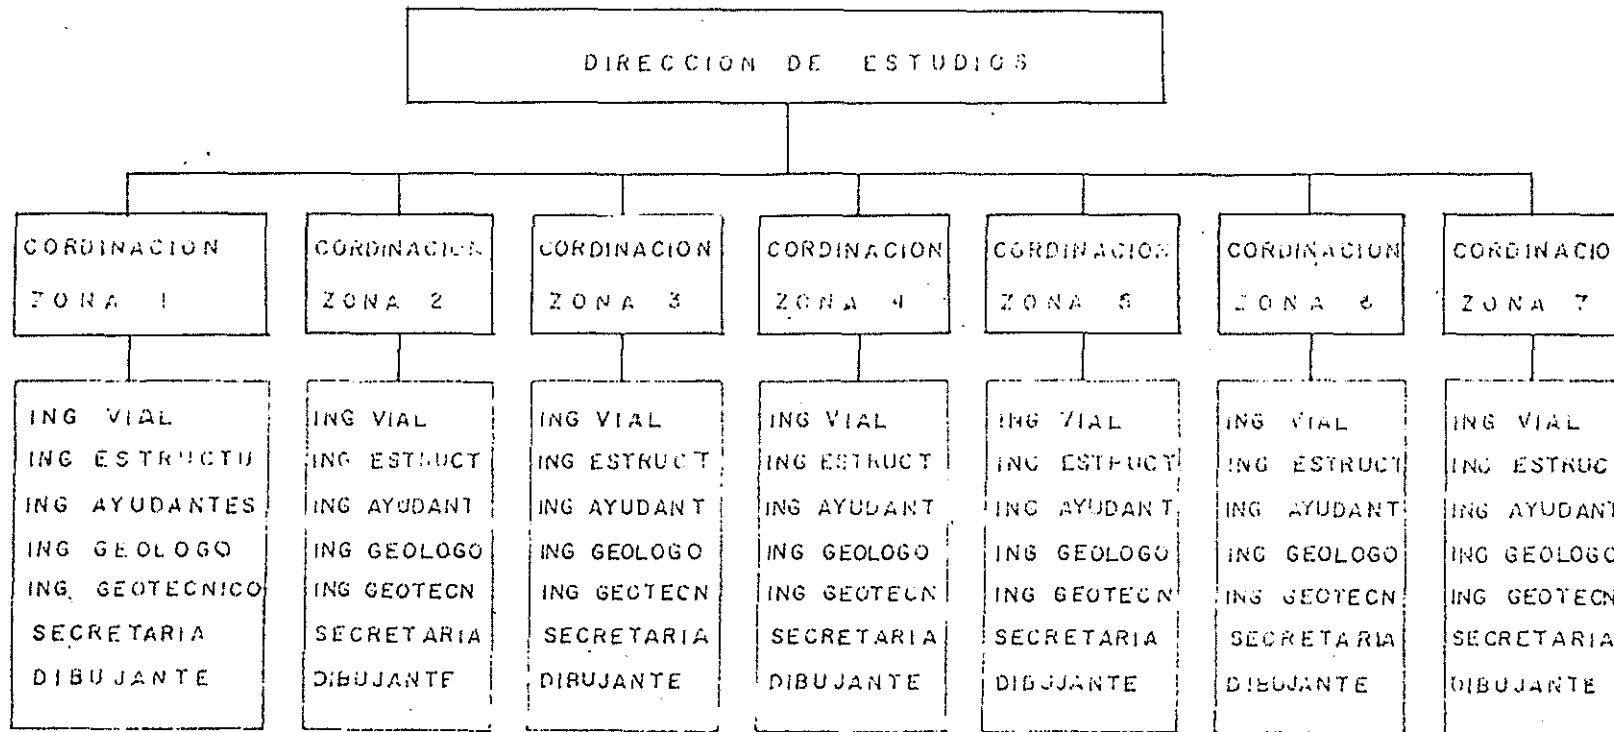 DIRECCION DE ESTUDIOS
CORDINACION
ZONA 1
CORDINACION
ZONA 2
CORDINACION
ZONA 3
CORDINACION
ZONA 4
CORDINACION
ZONA 5
CORDINACION
ZONA 6
CORDINACIO
ZONA 7
ING VIAL
ING ESTRUCTU
ING AYUDANTES
ING GEOLOGO
ING. GEOTECNICO
SECRETARIA
DIBUJANTE
ING VIAL
ING ESTRUCT
ING AYUDANT
ING GEOLOGO
ING GEOTECN
SECRETARIA
DIBUJANTE
ING VIAL
ING ESTRUCT
ING AYUDANT
ING GEOLOGO
ING GEOTECN
SECRETARIA
DIBUJANTE
ING VIAL
ING ESTRUCT
ING AYUDANT
ING GEOLOGO
ING GEOTECN
SECRETARIA
DIBUJANTE
ING VIAL
ING ESTRUCT
ING AYUDANT
ING GEOLOGO
ING GEOTECN
SECRETARIA
DIBUJANTE
ING VIAL
ING ESTRUCT
ING AYUDANT
ING GEOLOGO
ING GEOTECN
SECRETARIA
DIBUJANTE
ING VIAL
ING ESTRUC
ING AYUDANT
ING GEOLOGO
ING GEOTECN
SECRETARIA
DIBUJANTE